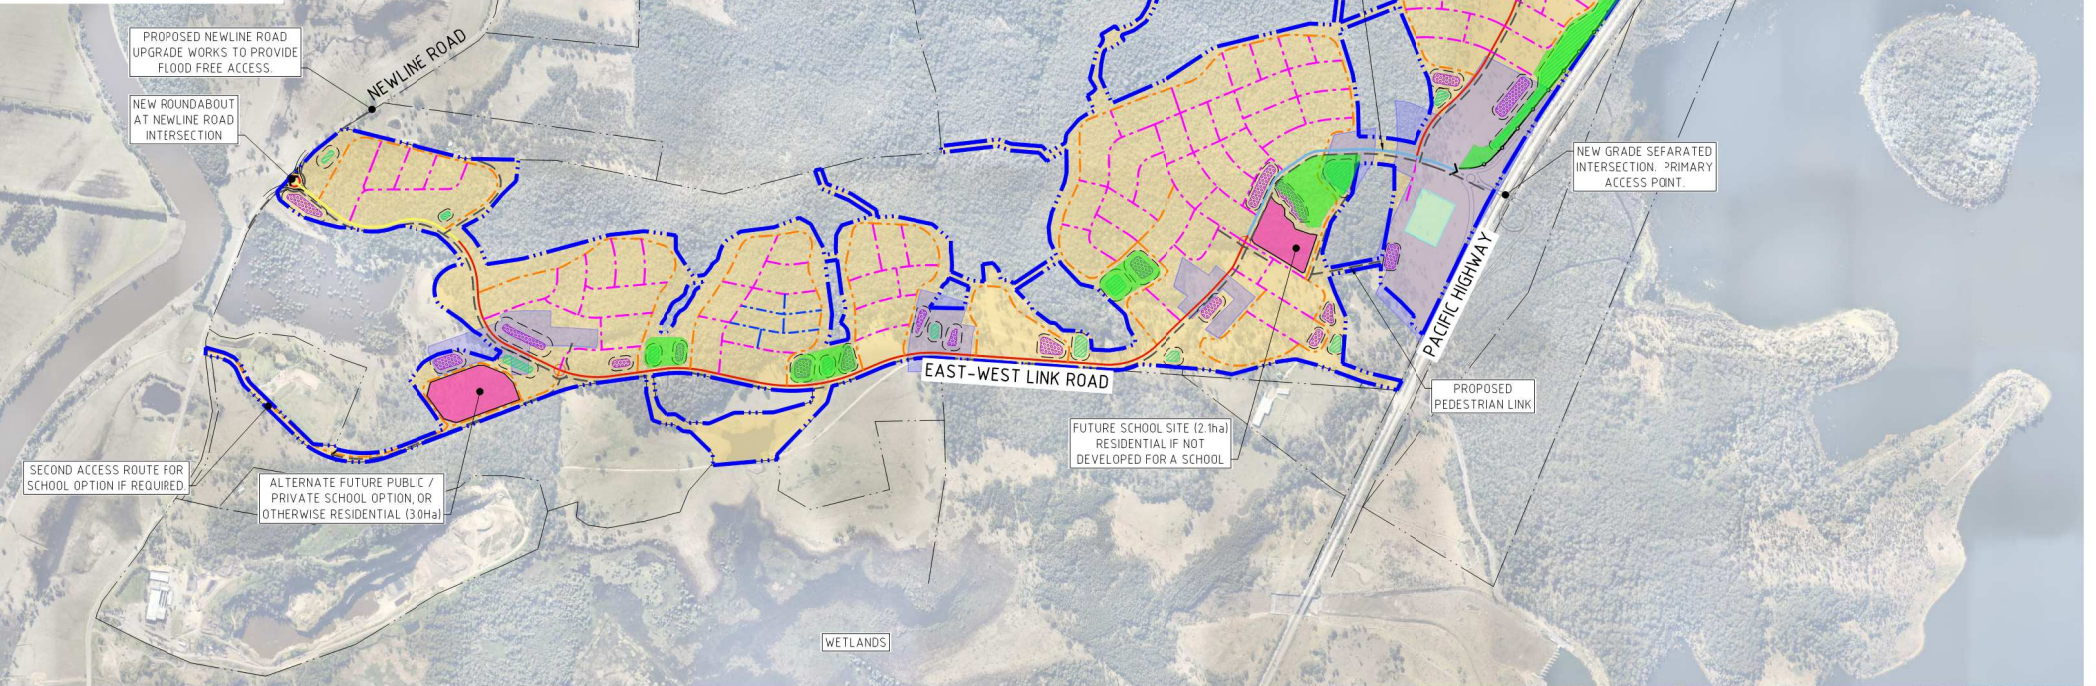 PROPOSED NEWLINE ROAD
UPGRADE WORKS TO PROVIDE
FLOOD FREE ACCESS.
NEWLINE ROAD
NEW ROUNDABOUT
AT NEWLINE ROAD
INTERSECTION
NEW GRADE SEPARATED
INTERSECTION. PRIMARY
ACCESS POINT.
PACIFIC HIGHWAY
EAST-WEST LINK ROAD
PROPOSED
PEDESTRIAN LINK
FUTURE SCHOOL SITE (2.1ha)
RESIDENTIAL IF NOT
DEVELOPED FOR A SCHOOL
SECOND ACCESS ROUTE FOR
SCHOOL OPTION IF REQUIRED.
ALTERNATE FUTURE PUBLC /
PRIVATE SCHOOL OPTION, OR
OTHERWISE RESIDENTIAL (3.0Ha)
WETLANDS